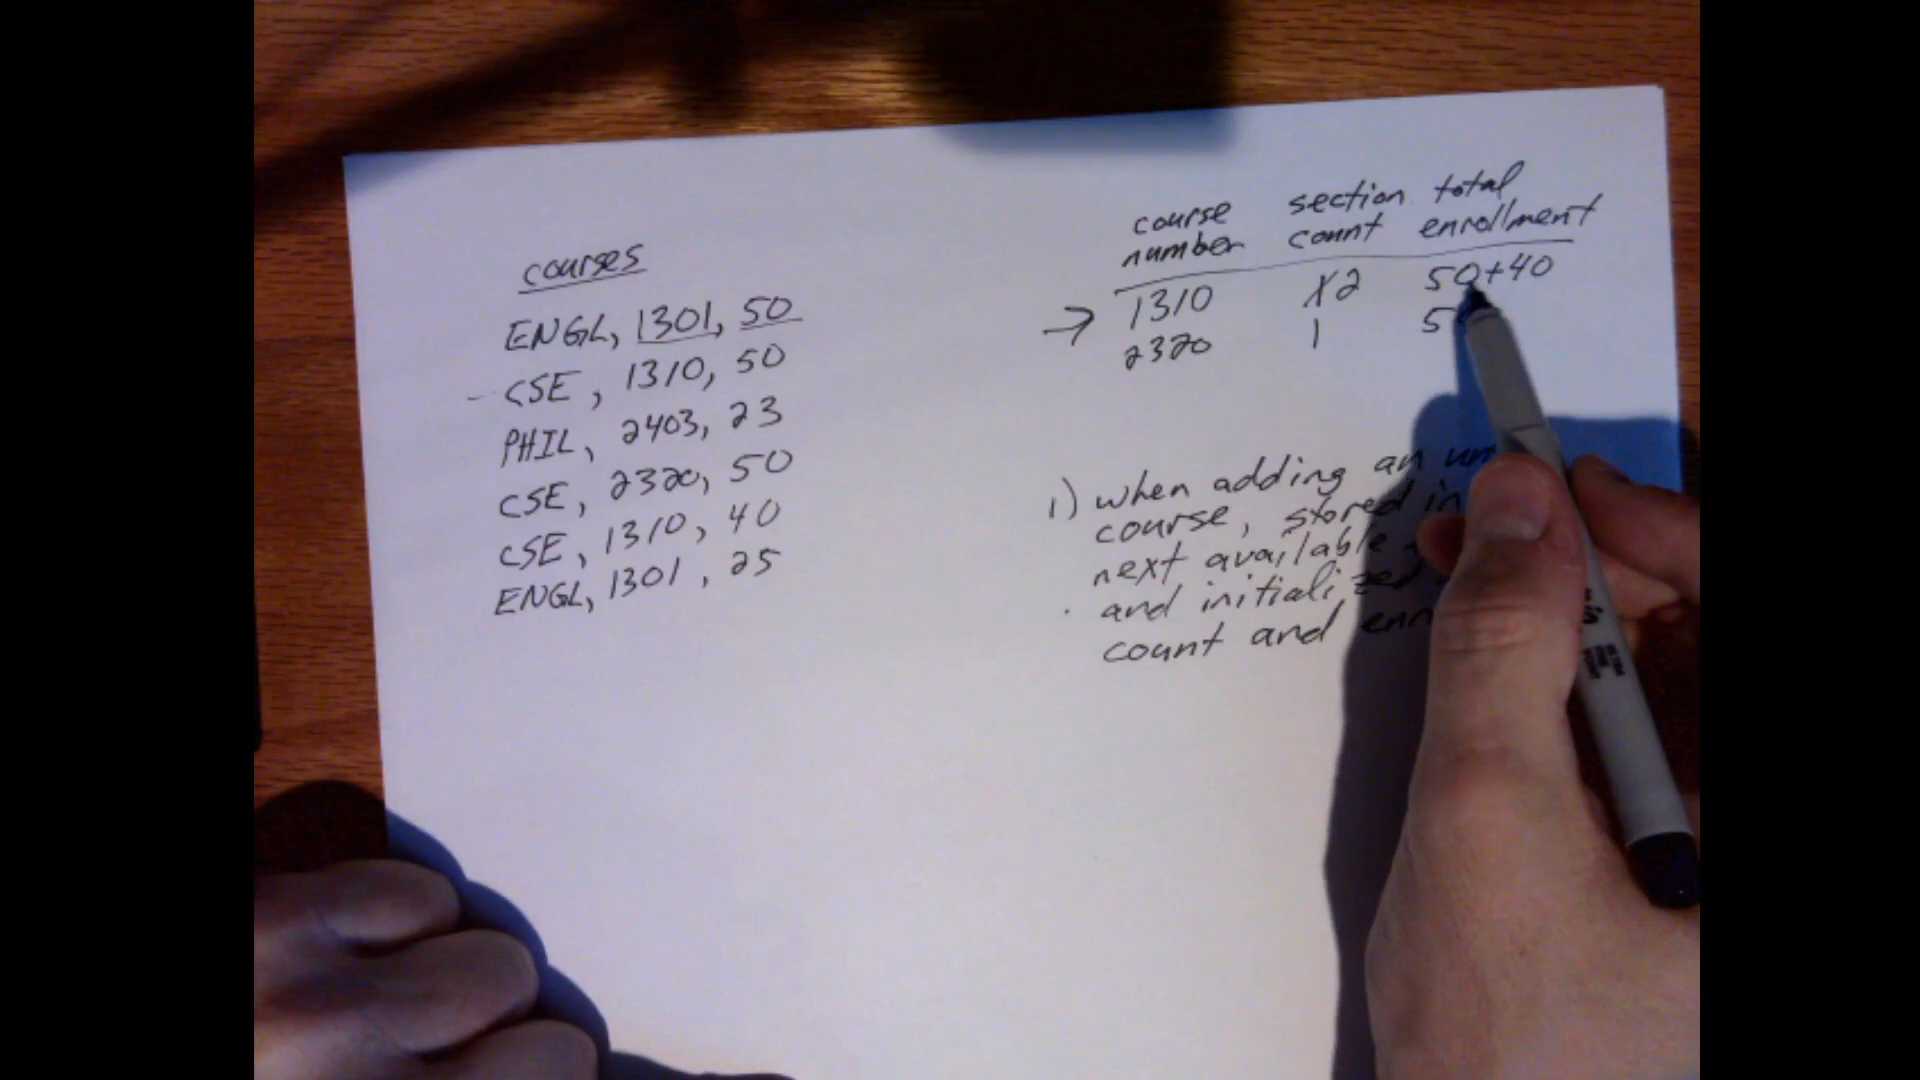 courses
ENGL, 1301, 50
CSE, 1310, 50
PHIL, 2403, 23
CSE, 2320, 50
CSE, 1310, 40
ENGL, 1301, 25
course number section count total enrollment
1310 2 50+40
2320 1
1) when adding an
course, stored in
next available
and initialized
count and